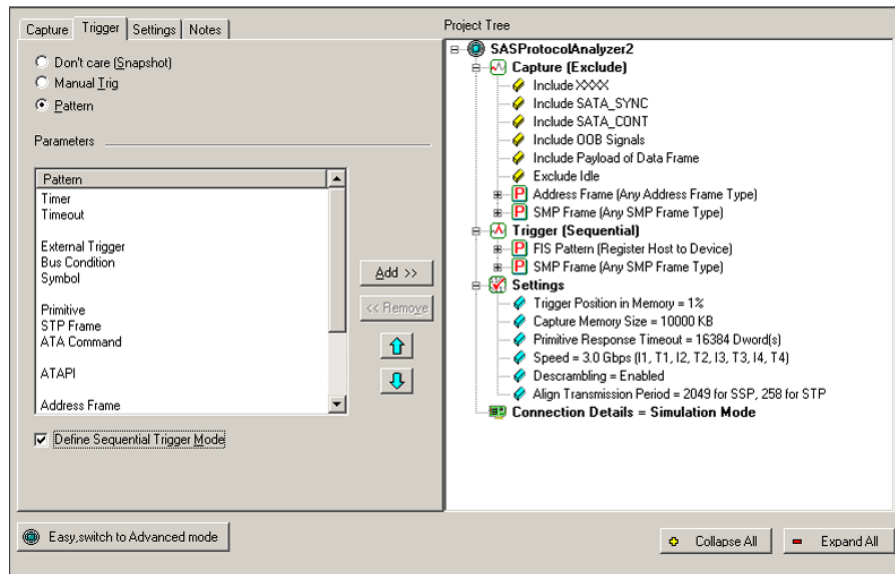 Capture Trigger Settings Notes
Don't care (Snapshot)
Manual Trig
Pattern
Parameters
Pattern
Timer
Timeout
External Trigger
Bus Condition
Symbol
Primitive
STP Frame
ATA Command
ATAPI
Address Frame
Define Sequential Trigger Mode
Add >>
<< Remove
Easy,switch to Advanced mode
Project Tree
SASProtocolAnalyzer2
Capture (Exclude)
Include XXXX
Include SATA_SYNC
Include SATA_CONT
Include OOB Signals
Include Payload of Data Frame
Exclude Idle
P Address Frame (Any Address Frame Type)
P SMP Frame (Any SMP Frame Type)
Trigger (Sequential)
P FIS Pattern (Register Host to Device)
P SMP Frame (Any SMP Frame Type)
Settings
Trigger Position in Memory = 1%
Capture Memory Size = 10000 KB
Primitive Response Timeout = 16384 Dword(s)
Speed = 3.0 Gbps (I1, T1, I2, T2, I3, T3, I4, T4)
Descrambling = Enabled
Align Transmission Period = 2049 for SSP, 258 for STP
Connection Details = Simulation Mode
Collapse All
Expand All